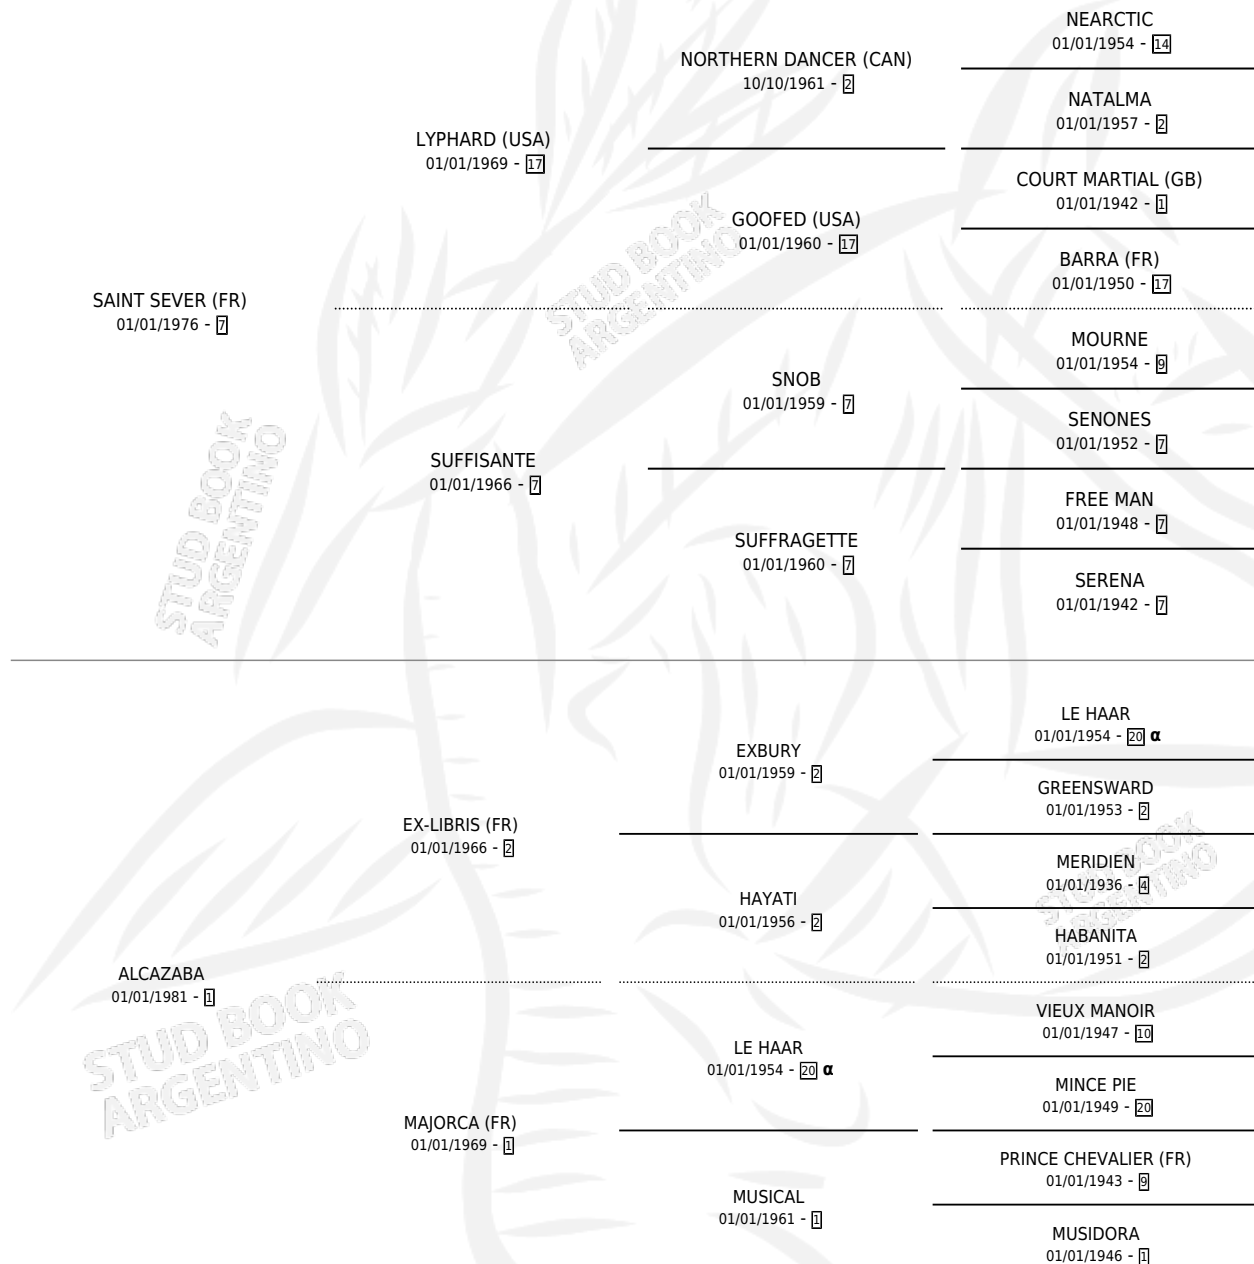 NEARCTIC
01/01/1954 - 14
NORTHERN DANCER (CAN)
10/10/1961 - 2
NATALMA
01/01/1957 - 2
LYPHARD (USA)
01/01/1969 - 17
COURT MARTIAL (GB)
01/01/1942 - 1
GOOFED (USA)
01/01/1960 - 17
BARRA (FR)
01/01/1950 - 17
STUD BOOK
ARGENTINO
SAINT SEVER (FR)
01/01/1976 - 7
MOURNE
01/01/1954 - 9
SNOB
01/01/1959 - 7
SENONES
01/01/1952 - 7
SUFFISANTE
01/01/1966 - 7
FREE MAN
01/01/1948 - 7
SUFFRAGETTE
01/01/1960 - 7
SERENA
01/01/1942 - 7
STUD BOOK
ARGENTINO
LE HAAR
01/01/1954 - 20 α
EXBURY
01/01/1959 - 2
GREENSWARD
01/01/1953 - 2
EX-LIBRIS (FR)
01/01/1966 - 2
MERIDIEN
01/01/1936 - 4
HAYATI
01/01/1956 - 2
HABANITA
01/01/1951 - 2
STUD BOOK
ARGENTINO
ALCAZABA
01/01/1981 - 1
VIEUX MANOIR
01/01/1947 - 10
LE HAAR
01/01/1954 - 20 α
MINCE PIE
01/01/1949 - 20
STUD BOOK
ARGENTINO
MAJORCA (FR)
01/01/1969 - 1
PRINCE CHEVALIER (FR)
01/01/1943 - 9
MUSICAL
01/01/1961 - 1
MUSIDORA
01/01/1946 - 1